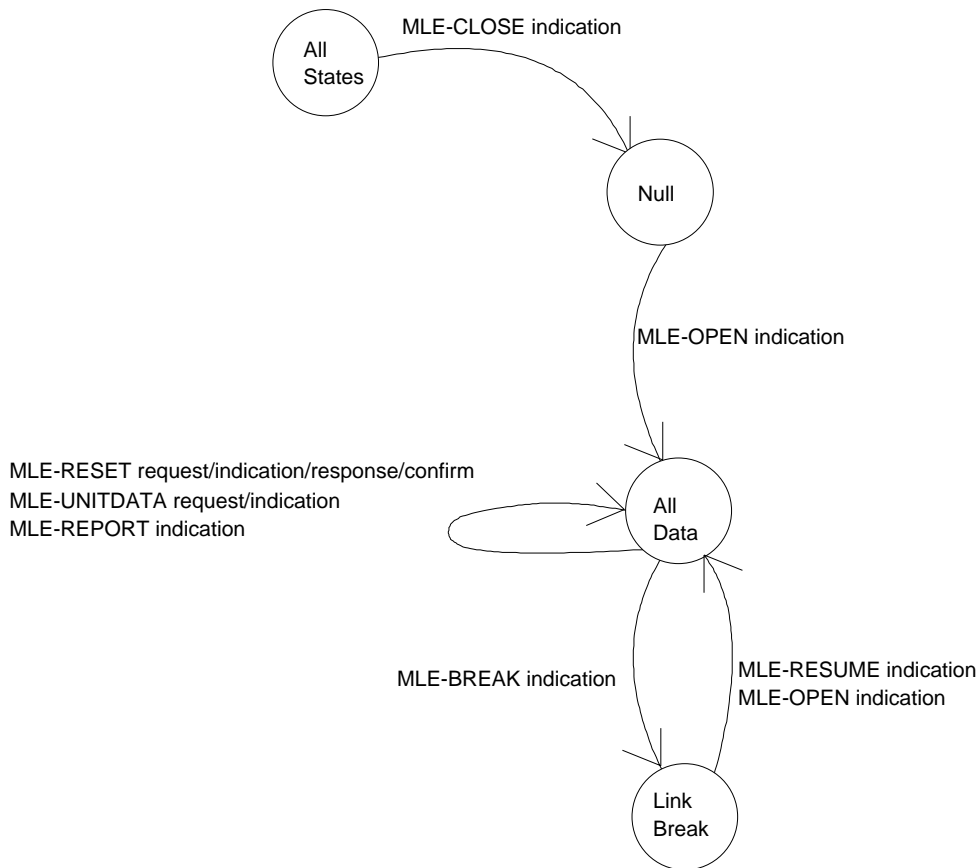 MLE-CLOSE indication
All
States
Null
MLE-OPEN indication
MLE-RESET request/indication/response/confirm
MLE-UNITDATA request/indication
MLE-REPORT indication
All
Data
MLE-BREAK indication
MLE-RESUME indication
MLE-OPEN indication
Link
Break